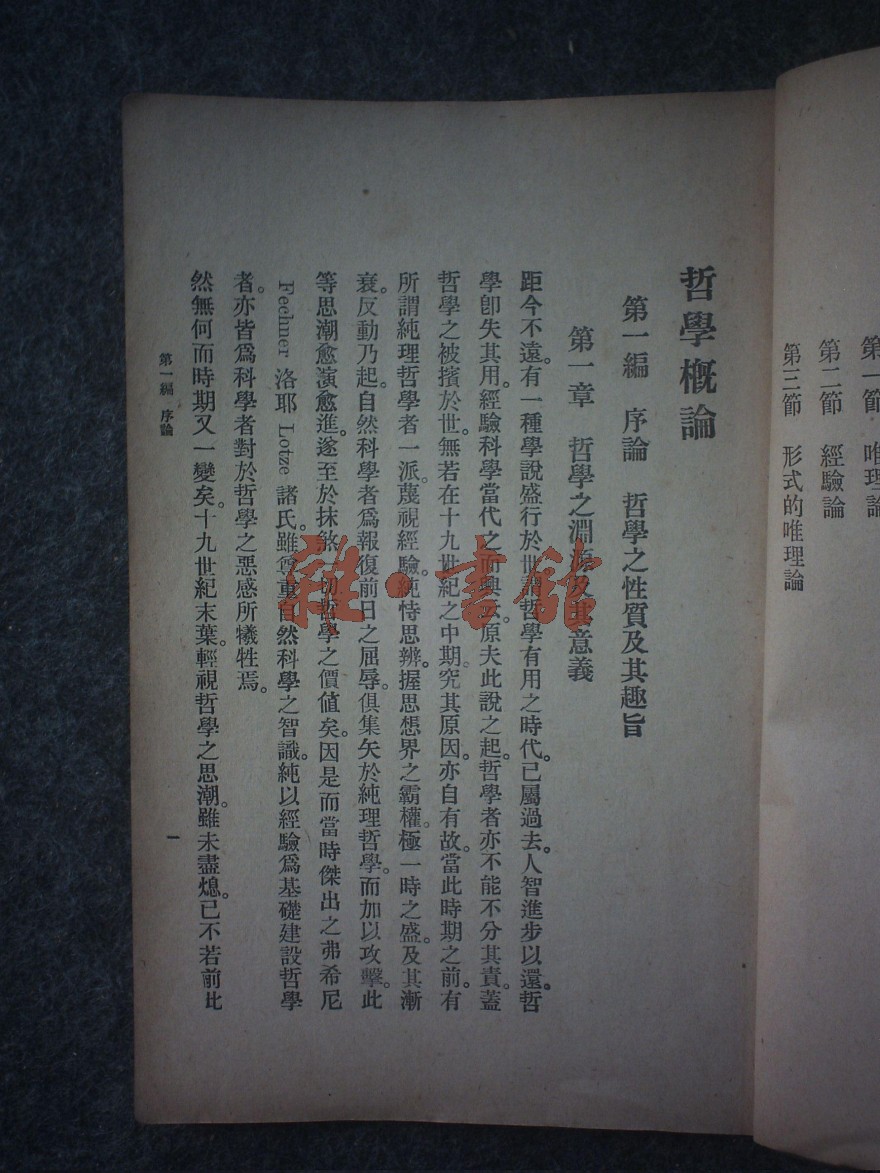 第一節　唯理論
第二節　經驗論
第三節　形式的唯理論
哲學概論
第一編　序論　哲學之性質及其趣旨
第一章　哲學之淵源及其意義
距今不遠。有一種學說盛行於世。謂哲學有用之時代。已屬過去。人智進步以還。哲
學卽失其用。經驗科學當代之而興云。原夫此說之起。哲學者亦不能不分其責。蓋
哲學之被擯於世。無若在十九世紀之中期。究其原因。亦自有故。當此時期之前。有
所謂純理哲學者一派。蔑視經驗。純恃思辨。握思想界之霸權。極一時之盛。及其漸
衰。反動乃起。自然科學者爲報復前日之屈辱。俱集矢於純理哲學。而加以攻擊。此
等思潮愈演愈進。遂至於抹煞一切哲學之價値矣。因是而當時傑出之弗希尼
Fechner 洛耶 Lotze 諸氏。雖尊重自然科學之智識。純以經驗爲基礎建設哲學
者。亦皆爲科學者對於哲學之惡感所犧牲焉。
然無何而時期又一變矣。十九世紀末葉。輕視哲學之思潮。雖未盡熄。已不若前此
第一編　序論
一
雜·書館